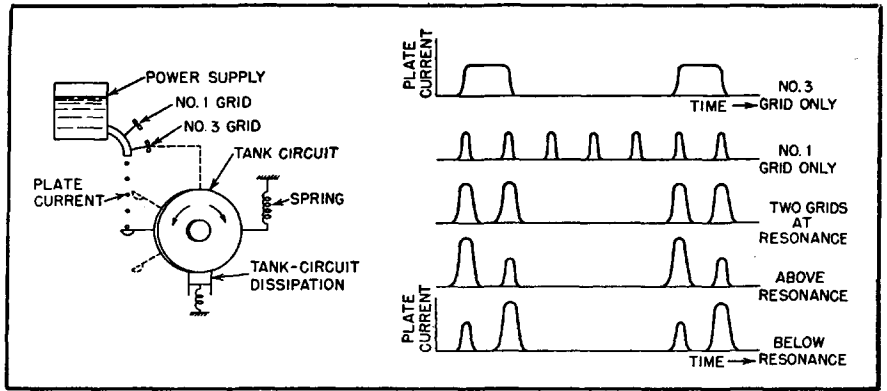 POWER SUPPLY
NO. 1 GRID
NO. 3 GRID
TANK CIRCUIT
PLATE
CURRENT
SPRING
TANK-CIRCUIT
DISSIPATION
PLATE
CURRENT
TIME
NO. 3
GRID ONLY
NO. 1
GRID ONLY
TWO GRIDS
AT
RESONANCE
ABOVE
RESONANCE
PLATE
CURRENT
TIME
BELOW
RESONANCE